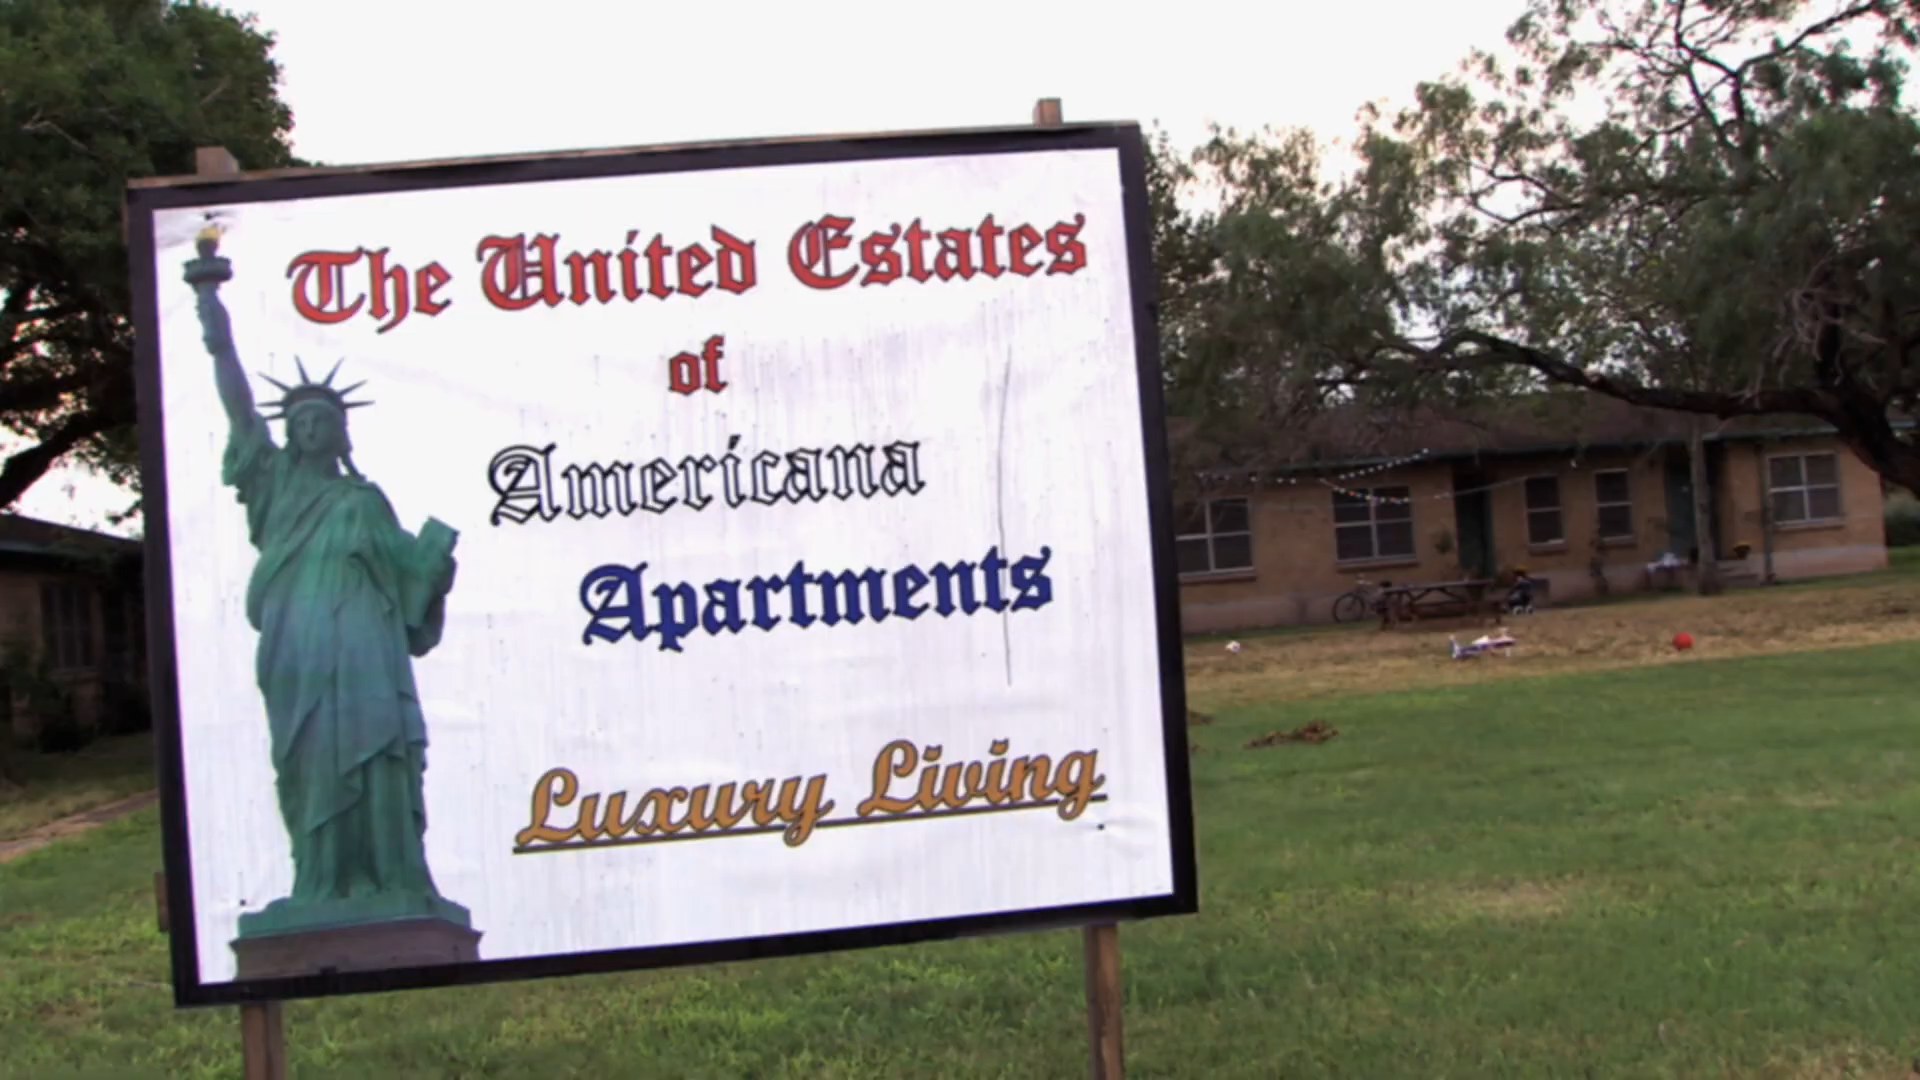 The United Estates
of
Americana
Apartments
Luxury Living